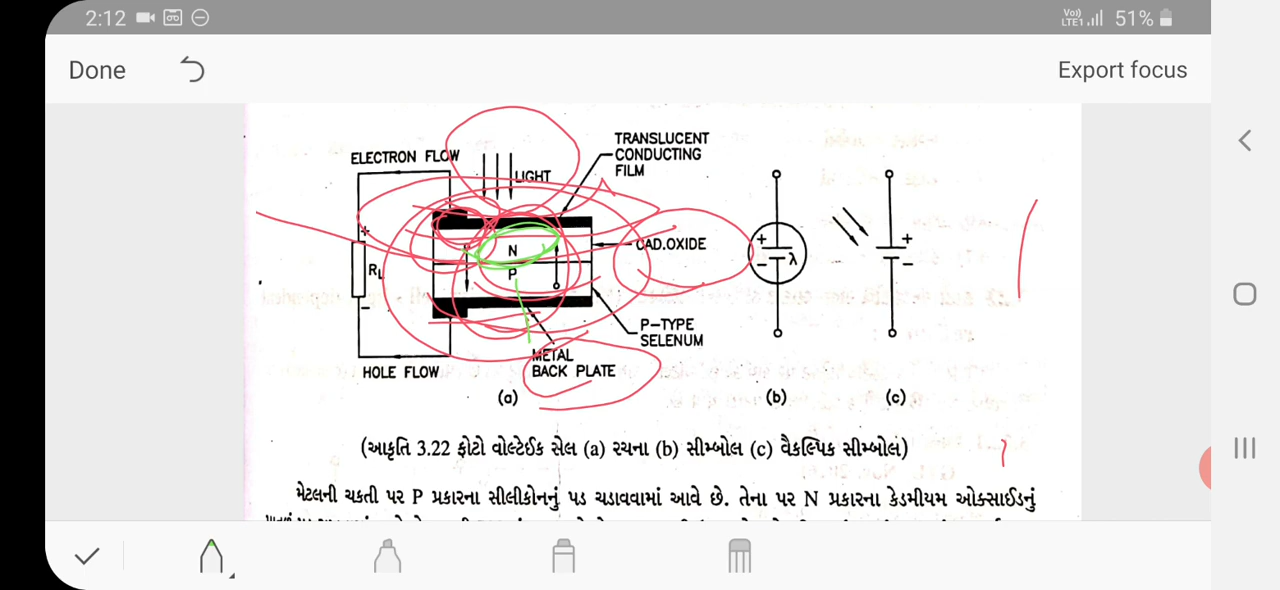 2:12
Vo))
LTE1
51%
Done
Export focus
ELECTRON FLOW
LIGHT
TRANSLUCENT
CONDUCTING
FILM
+
RL
−
N
P
CAD.OXIDE
P-TYPE
SELENUM
METAL
BACK PLATE
HOLE FLOW
+
−
λ
+
−
(a)
(b)
(c)
(આકૃતિ 3.22 ફોટો વોલ્ટેઈક સેલ (a) રચના (b) સીમ્બોલ (c) વૈકલ્પિક સીમ્બોલ)
મેટલની ચકતી પર P પ્રકારના સીલીકોનનું પડ ચડાવવામાં આવે છે. તેના પર N પ્રકારના કેડમીયમ ઓક્સાઈડનું